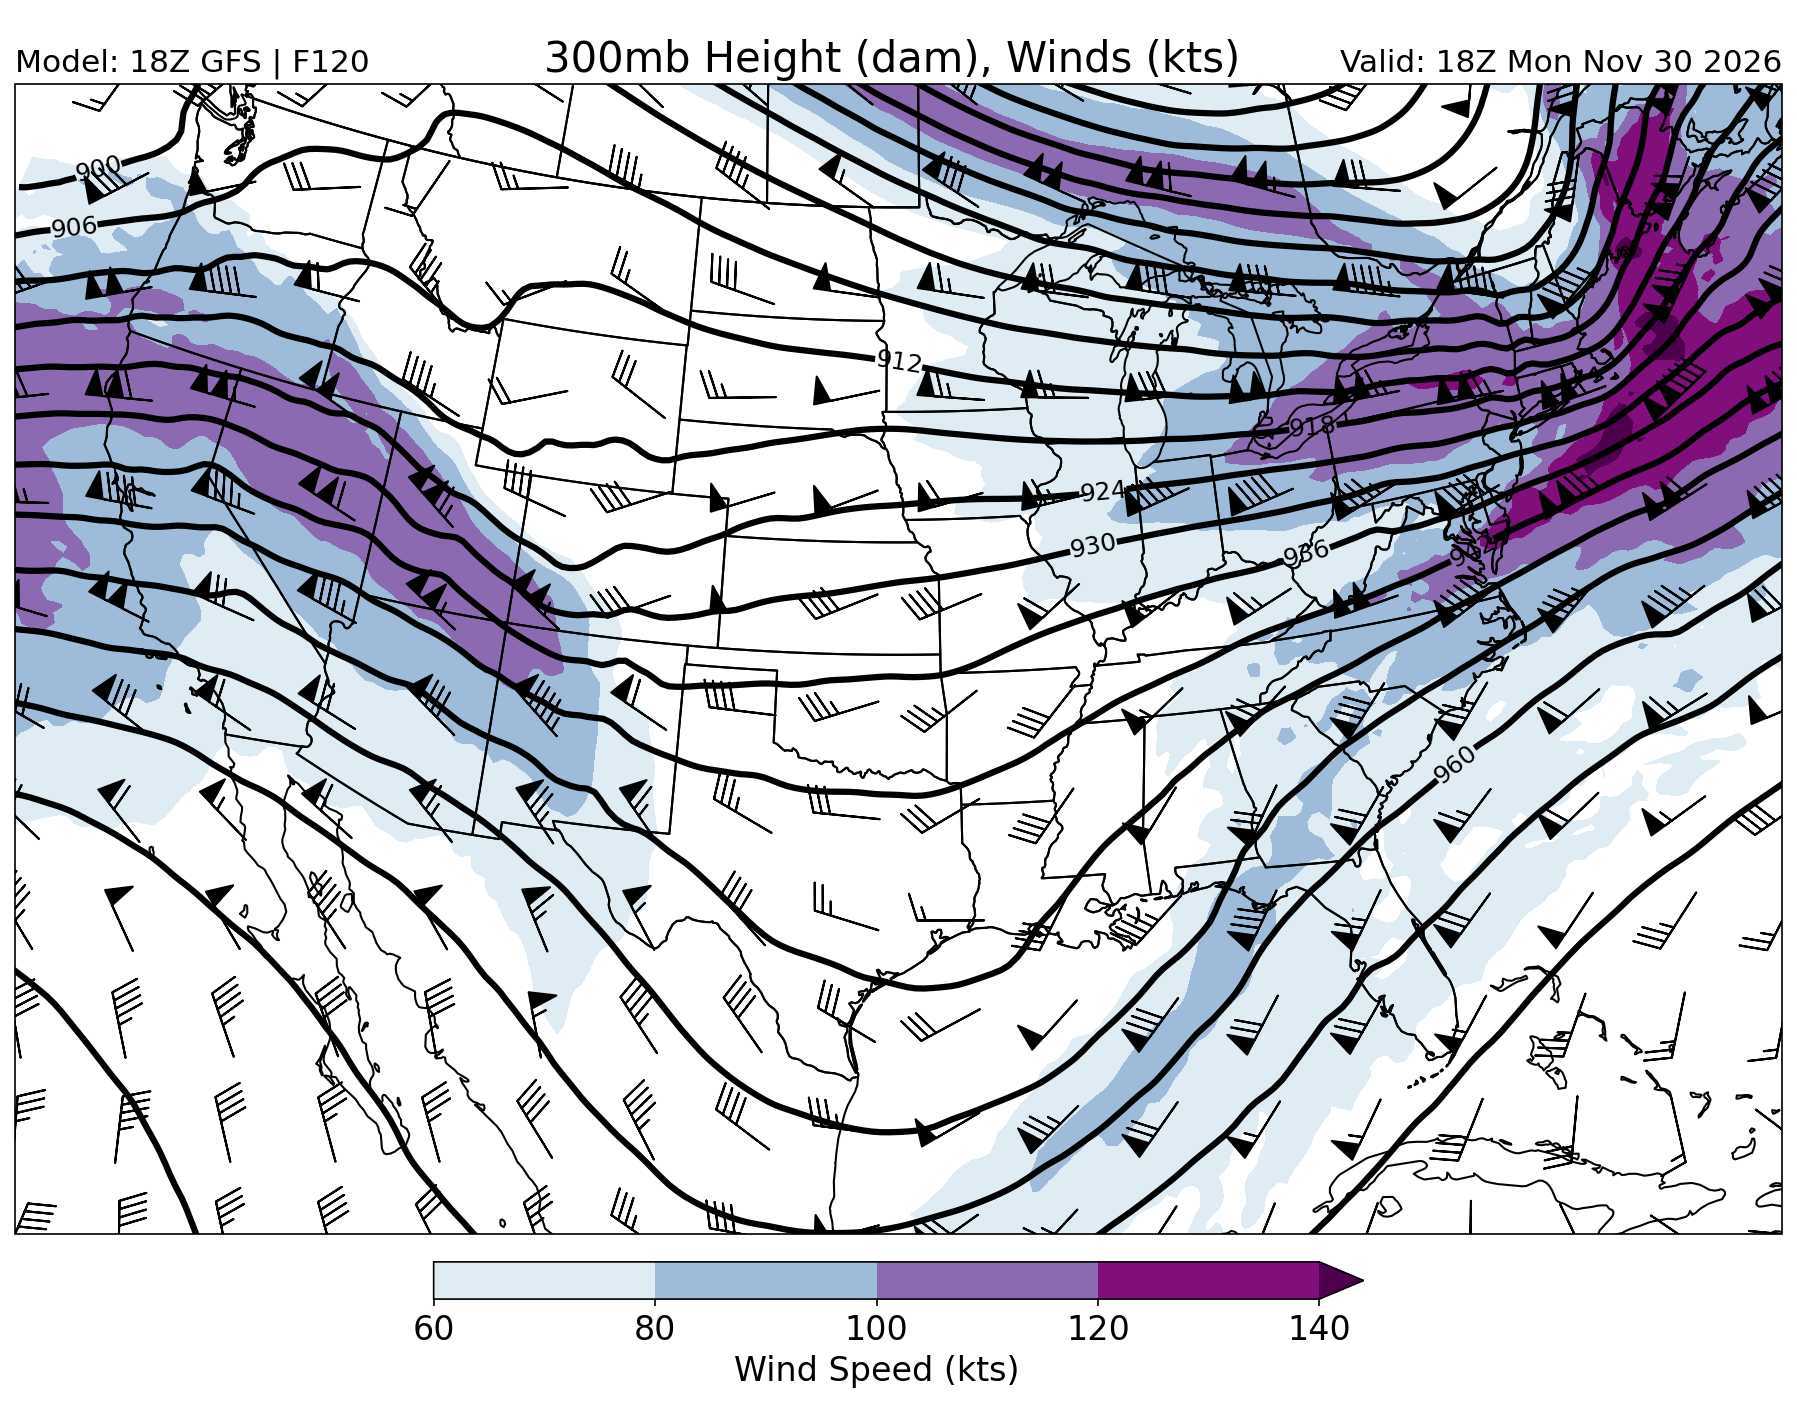 Model: 18Z GFS | F120
300mb Height (dam), Winds (kts)
Valid: 18Z Mon Nov 30 2026
900
906
912
918
924
930
936
942
960
60 80 100 120 140
Wind Speed (kts)